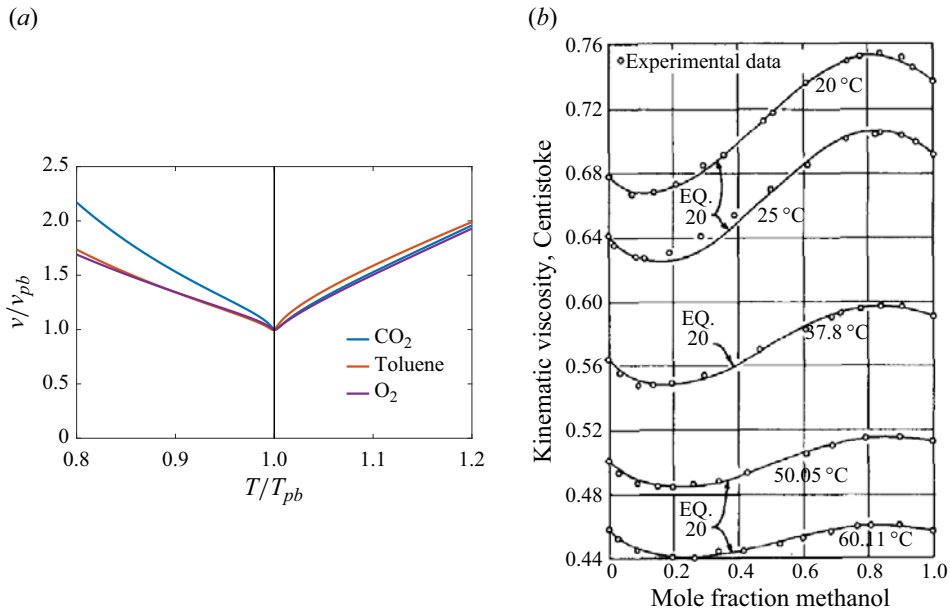 (a)
2.5
2.0
1.5
1.0
0.5
0
ν/ν_pb
CO₂
Toluene
O₂
0.8 0.9 1.0 1.1 1.2
T/T_pb
(b)
0.76
0.72
0.68
0.64
0.60
0.56
0.52
0.48
0.44
Kinematic viscosity, Centistoke
Experimental data
20 °C
EQ.
20
25 °C
EQ.
20
37.8 °C
50.05 °C
EQ.
20
60.11 °C
0 0.2 0.4 0.6 0.8 1.0
Mole fraction methanol